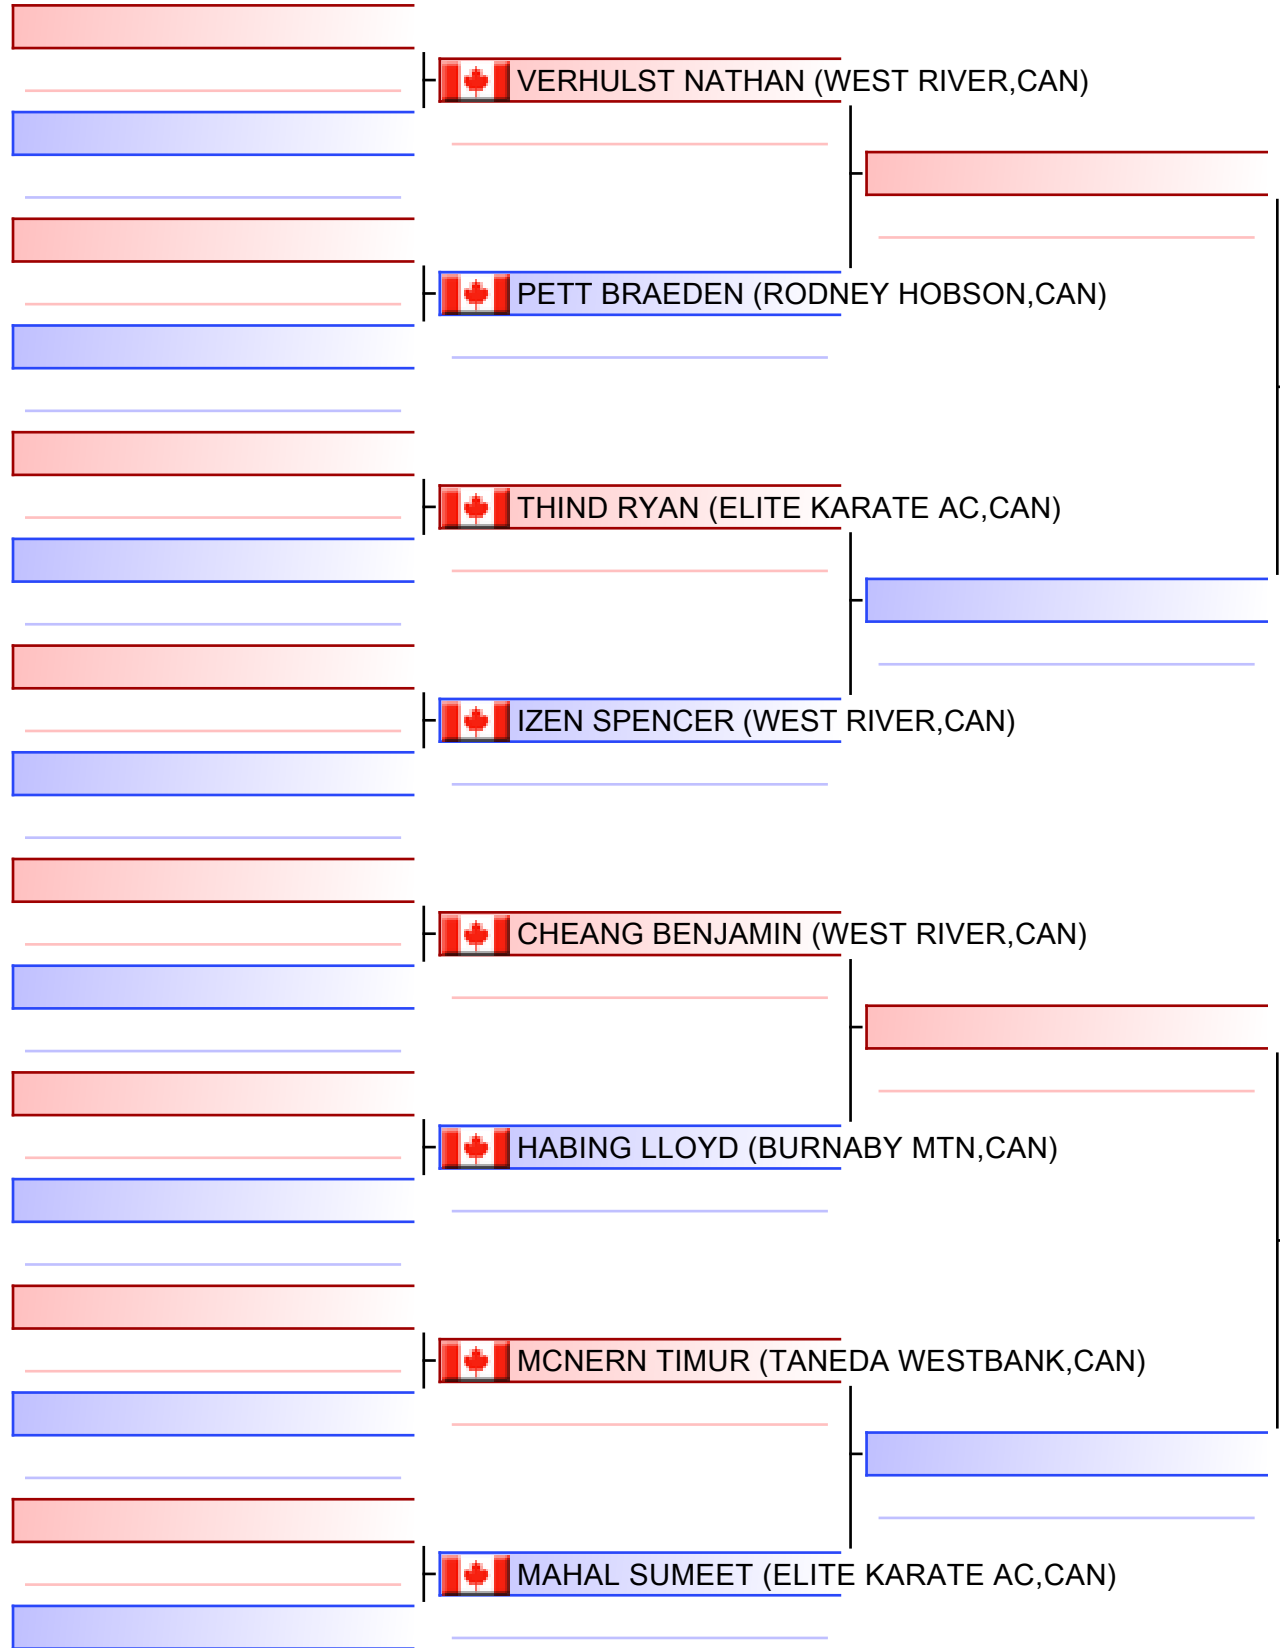 VERHULST NATHAN (WEST RIVER,CAN)
PETT BRAEDEN (RODNEY HOBSON,CAN)
THIND RYAN (ELITE KARATE AC,CAN)
IZEN SPENCER (WEST RIVER,CAN)
CHEANG BENJAMIN (WEST RIVER,CAN)
HABING LLOYD (BURNABY MTN,CAN)
MCNERN TIMUR (TANEDA WESTBANK,CAN)
MAHAL SUMEET (ELITE KARATE AC,CAN)